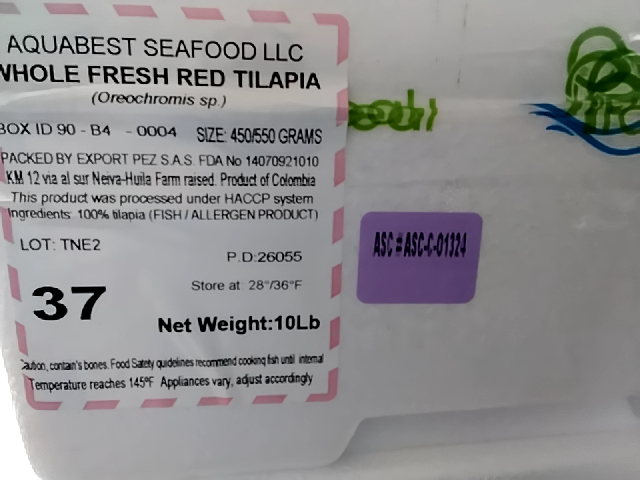 AQUABEST SEAFOOD LLC
WHOLE FRESH RED TILAPIA
(Oreochromis sp.)
BOX ID 90 - B4 - 0004 SIZE: 450/550 GRAMS
PACKED BY EXPORT PEZ S.A.S. FDA No 14070921010
KM 12 via al sur Neiva-Huila Farm raised. Product of Colombia
This product was processed under HACCP system
Ingredients: 100% tilapia (FISH / ALLERGEN PRODUCT)
LOT: TNE2
P.D:26055
Store at 28°/36°F
37
Net Weight:10Lb
Caution, contain's bones. Food Safety guidelines recommend cooking fish until internal
Temperature reaches 145ºF Appliances vary, adjust accordingly
ASC # ASC-C-01324